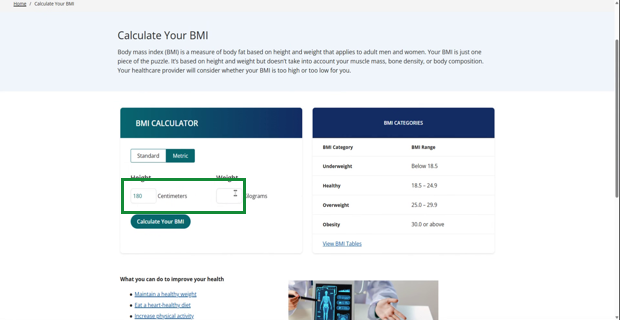 Home / Calculate Your BMI
Calculate Your BMI
Body mass index (BMI) is a measure of body fat based on height and weight that applies to adult men and women. Your BMI is just one
piece of the puzzle. It's based on height and weight but doesn't take into account your muscle mass, bone density, or body composition.
Your healthcare provider will consider whether your BMI is too high or too low for you.
BMI CALCULATOR
Standard Metric
Height Weight
180 Centimeters ilograms
Calculate Your BMI
BMI CATEGORIES
BMI Category BMI Range
Underweight Below 18.5
Healthy 18.5 – 24.9
Overweight 25.0 – 29.9
Obesity 30.0 or above
View BMI Tables
What you can do to improve your health
• Maintain a healthy weight
• Eat a heart-healthy diet
• Increase physical activity